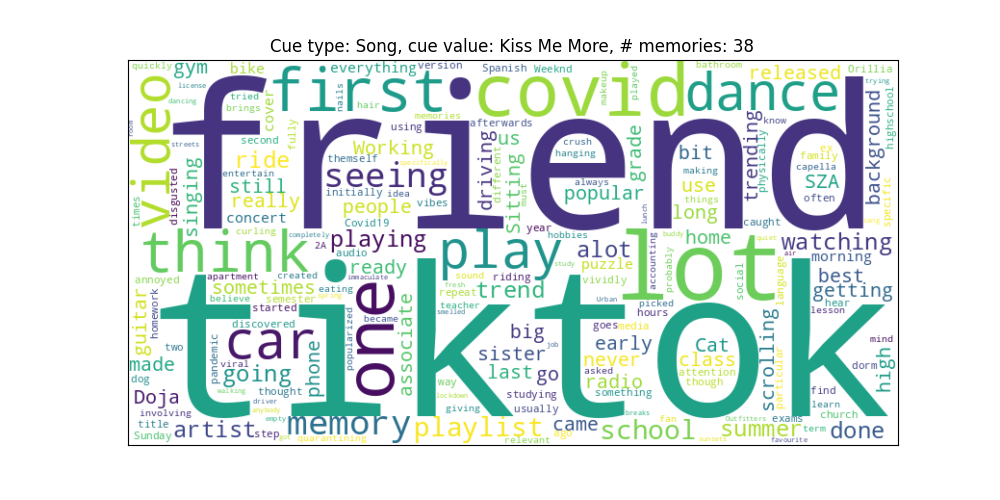 Cue type: Song, cue value: Kiss Me More, # memories: 38
quickly gym bike everything version Spanish Weeknd bathroom released Orillia
license tried first covid dance trying
dancing brings cover nails hair memories makeup played highschool
video friend
room second fully using afterwards us crush know ex
streets Working hanging grade bit trending family background
disgusted singing ride themself specifically driving different Sitting always making physically capella
entertain seeing initially idea popular use SZA often specific
times still really people vibes must things
concert Covid19 long caught lunch sang
curling completely 2A playing year hobbies buddy home quiet watching
think audio play alot lot air morning
annoyed apartment immaculate ready sound riding puzzle accounting probably social language best
sometimes created eating fresh repeat trend study vividly getting
believe semester spring smelled teacher Urban picked hours hear
tiktok
guitar homework started one became goes media lesson
discovered popularized associate big job early scrolling mind
two pandemic car phone sister Cat class particular high
made viral going way last go asked never attention though find dorm
dog walking thought lockdown studying radio something learn
Doja driver anybody giving usually breaks Outfitters exams church
involving empty memory playlist came fan summer term
title artist step got ago school done
Sunday quarantining relevant sunsets favourite